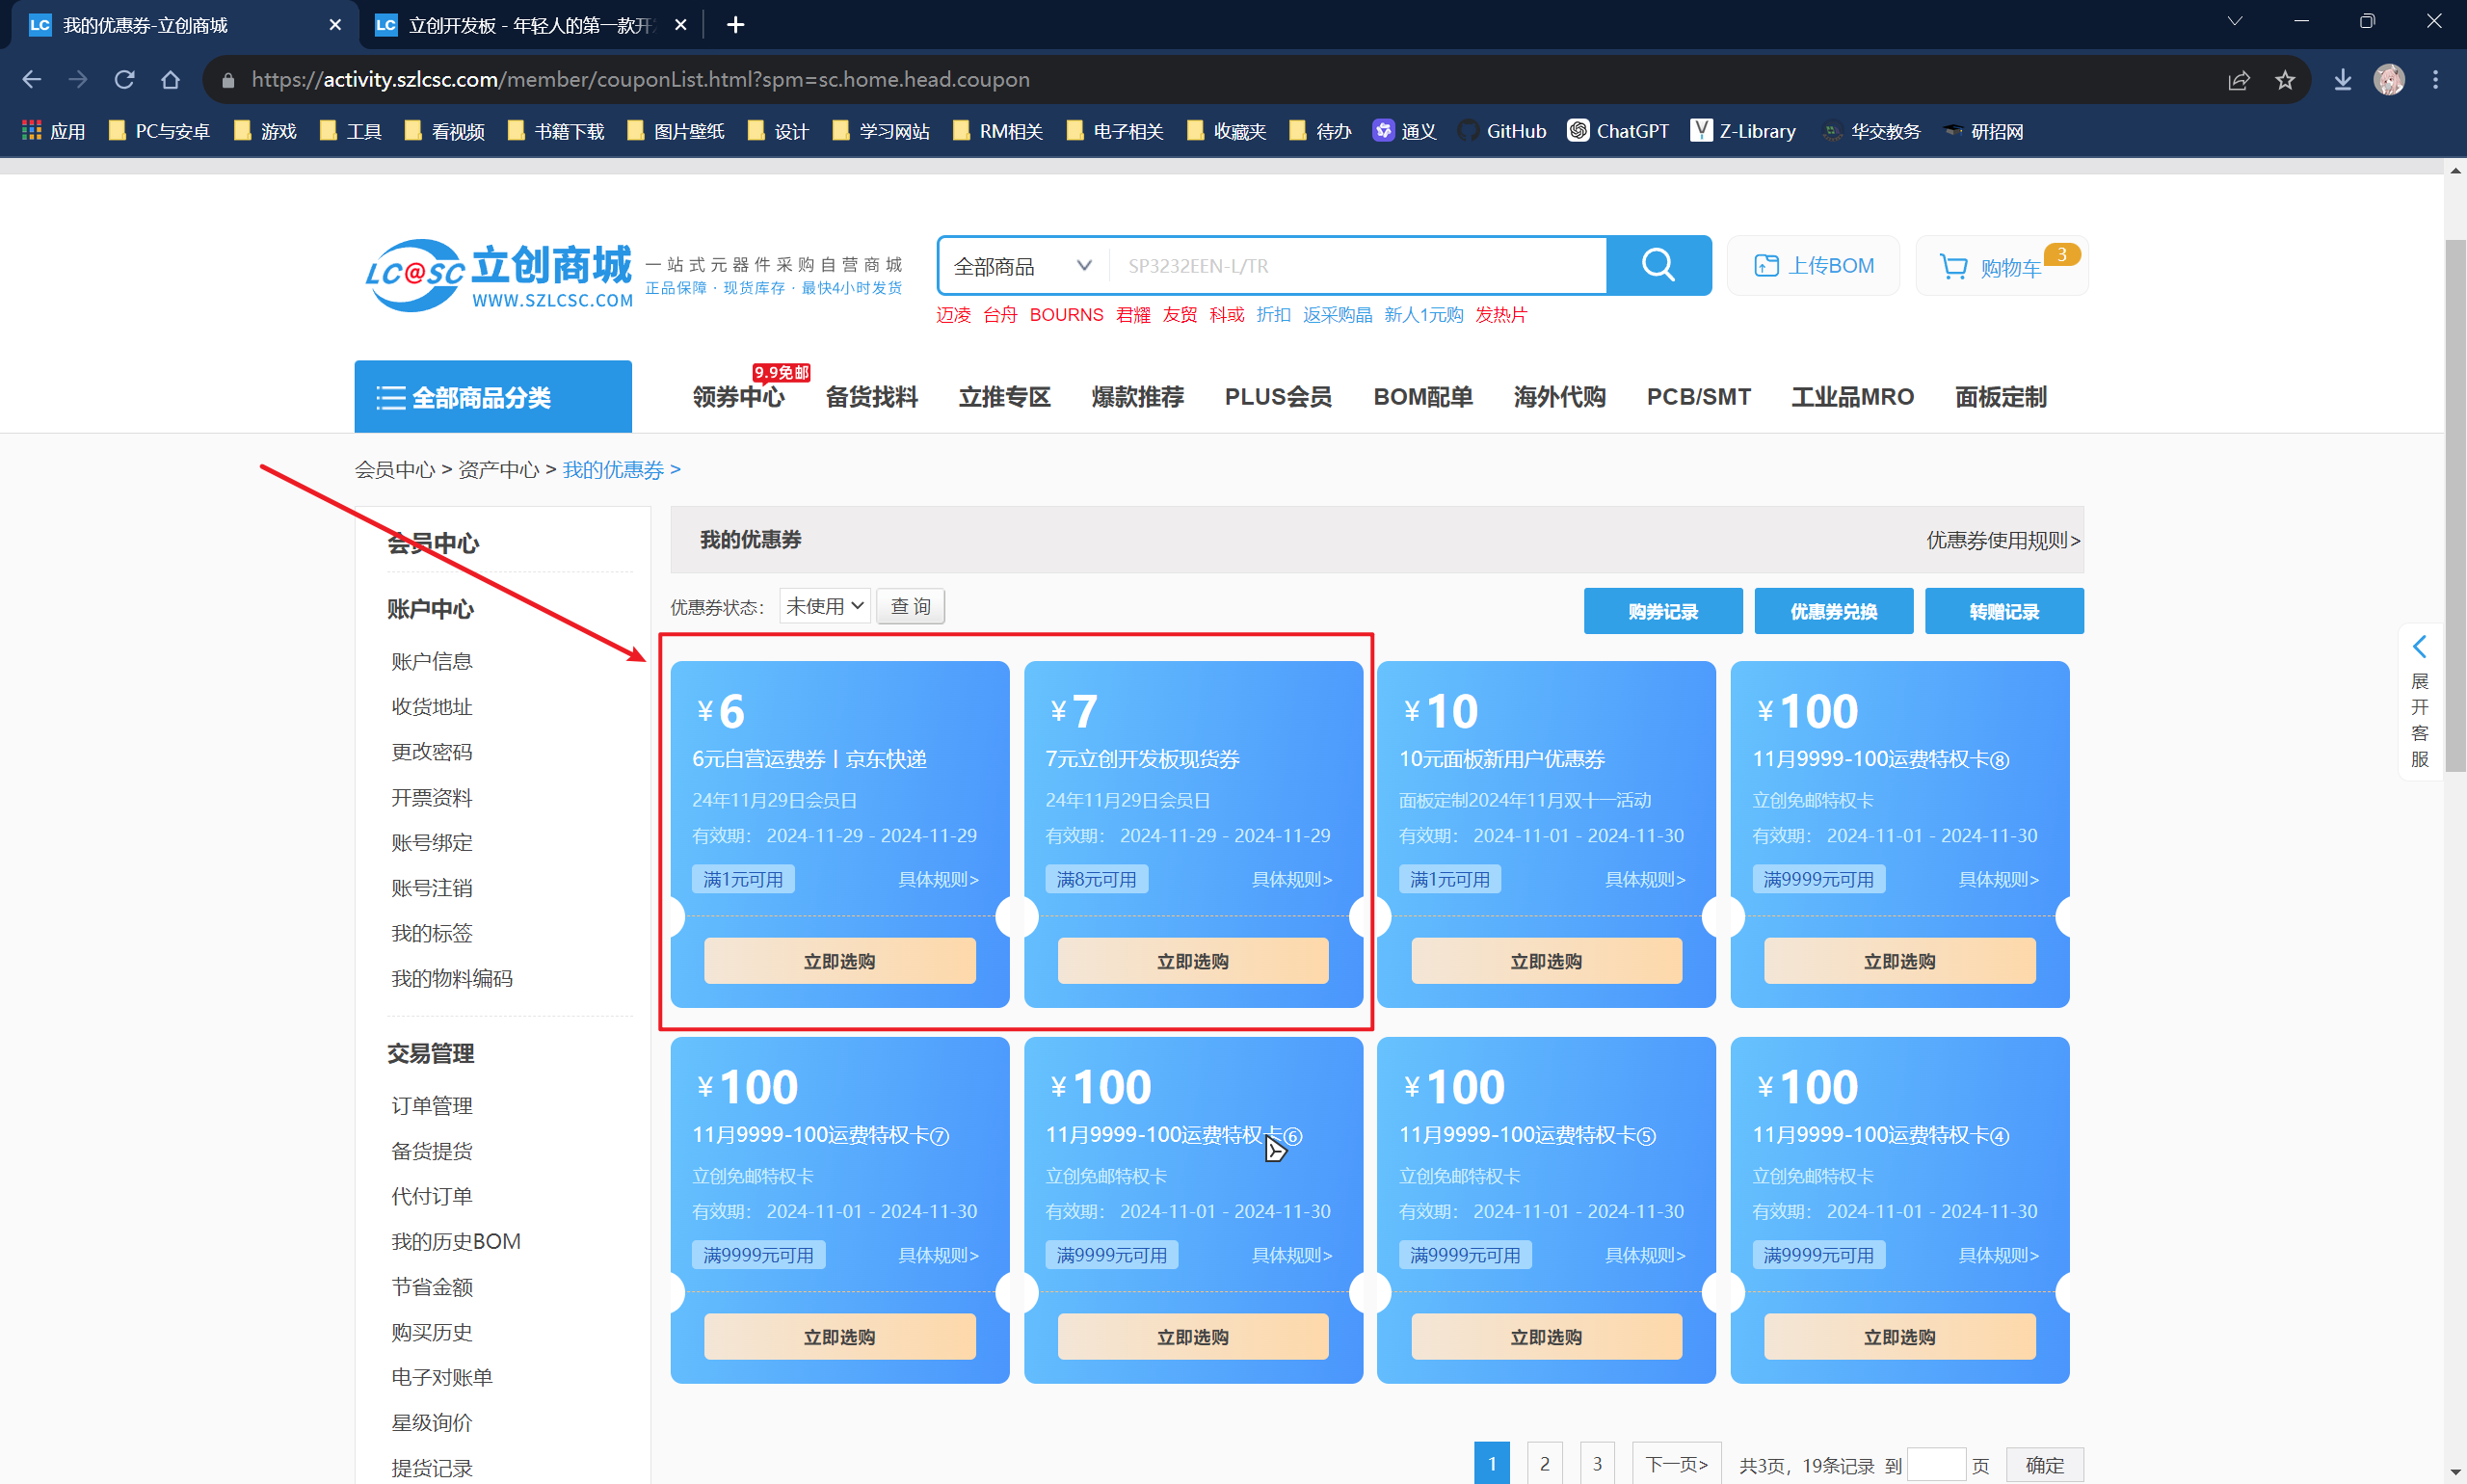 我的优惠券-立创商城
立创开发板 - 年轻人的第一款开
https://activity.szlcsc.com/member/couponList.html?spm=sc.home.head.coupon
应用 PC与安卓 游戏 工具 看视频 书籍下载 图片壁纸 设计 学习网站 RM相关 电子相关 收藏夹 待办 通义 GitHub ChatGPT Z-Library 华交教务 研招网
LC@SC 立创商城
WWW.SZLCSC.COM
一站式元器件采购自营商城
正品保障 · 现货库存 · 最快4小时发货
全部商品 SP3232EEN-L/TR
上传BOM 购物车 3
迈凌 台舟 BOURNS 君耀 友贸 科或 折扣 返采购晶 新人1元购 发热片
9.9免邮
全部商品分类 领券中心 备货找料 立推专区 爆款推荐 PLUS会员 BOM配单 海外代购 PCB/SMT 工业品MRO 面板定制
会员中心 > 资产中心 > 我的优惠券 >
会员中心
账户中心
账户信息
收货地址
更改密码
开票资料
账号绑定
账号注销
我的标签
我的物料编码
交易管理
订单管理
备货提货
代付订单
我的历史BOM
节省金额
购买历史
电子对账单
星级询价
提货记录
我的优惠券 优惠券使用规则>
优惠券状态： 未使用 查 询 购券记录 优惠券兑换 转赠记录
¥6
6元自营运费券丨京东快递
24年11月29日会员日
有效期： 2024-11-29 - 2024-11-29
满1元可用 具体规则>
立即选购
¥7
7元立创开发板现货券
24年11月29日会员日
有效期： 2024-11-29 - 2024-11-29
满8元可用 具体规则>
立即选购
¥10
10元面板新用户优惠券
面板定制2024年11月双十一活动
有效期： 2024-11-01 - 2024-11-30
满1元可用 具体规则>
立即选购
¥100
11月9999-100运费特权卡⑧
立创免邮特权卡
有效期： 2024-11-01 - 2024-11-30
满9999元可用 具体规则>
立即选购
¥100
11月9999-100运费特权卡⑦
立创免邮特权卡
有效期： 2024-11-01 - 2024-11-30
满9999元可用 具体规则>
立即选购
¥100
11月9999-100运费特权卡⑥
立创免邮特权卡
有效期： 2024-11-01 - 2024-11-30
满9999元可用 具体规则>
立即选购
¥100
11月9999-100运费特权卡⑤
立创免邮特权卡
有效期： 2024-11-01 - 2024-11-30
满9999元可用 具体规则>
立即选购
¥100
11月9999-100运费特权卡④
立创免邮特权卡
有效期： 2024-11-01 - 2024-11-30
满9999元可用 具体规则>
立即选购
1 2 3 下一页> 共3页，19条记录 到 页 确定
展
开
客
服